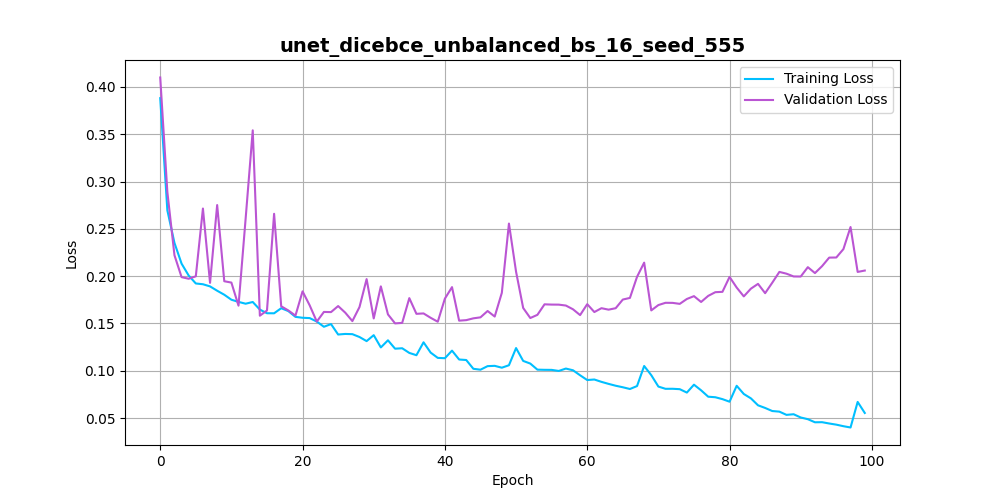 unet_dicebce_unbalanced_bs_16_seed_555
Training Loss
Validation Loss
0.40
0.35
0.30
0.25
0.20
0.15
0.10
0.05
Loss
0 20 40 60 80 100
Epoch